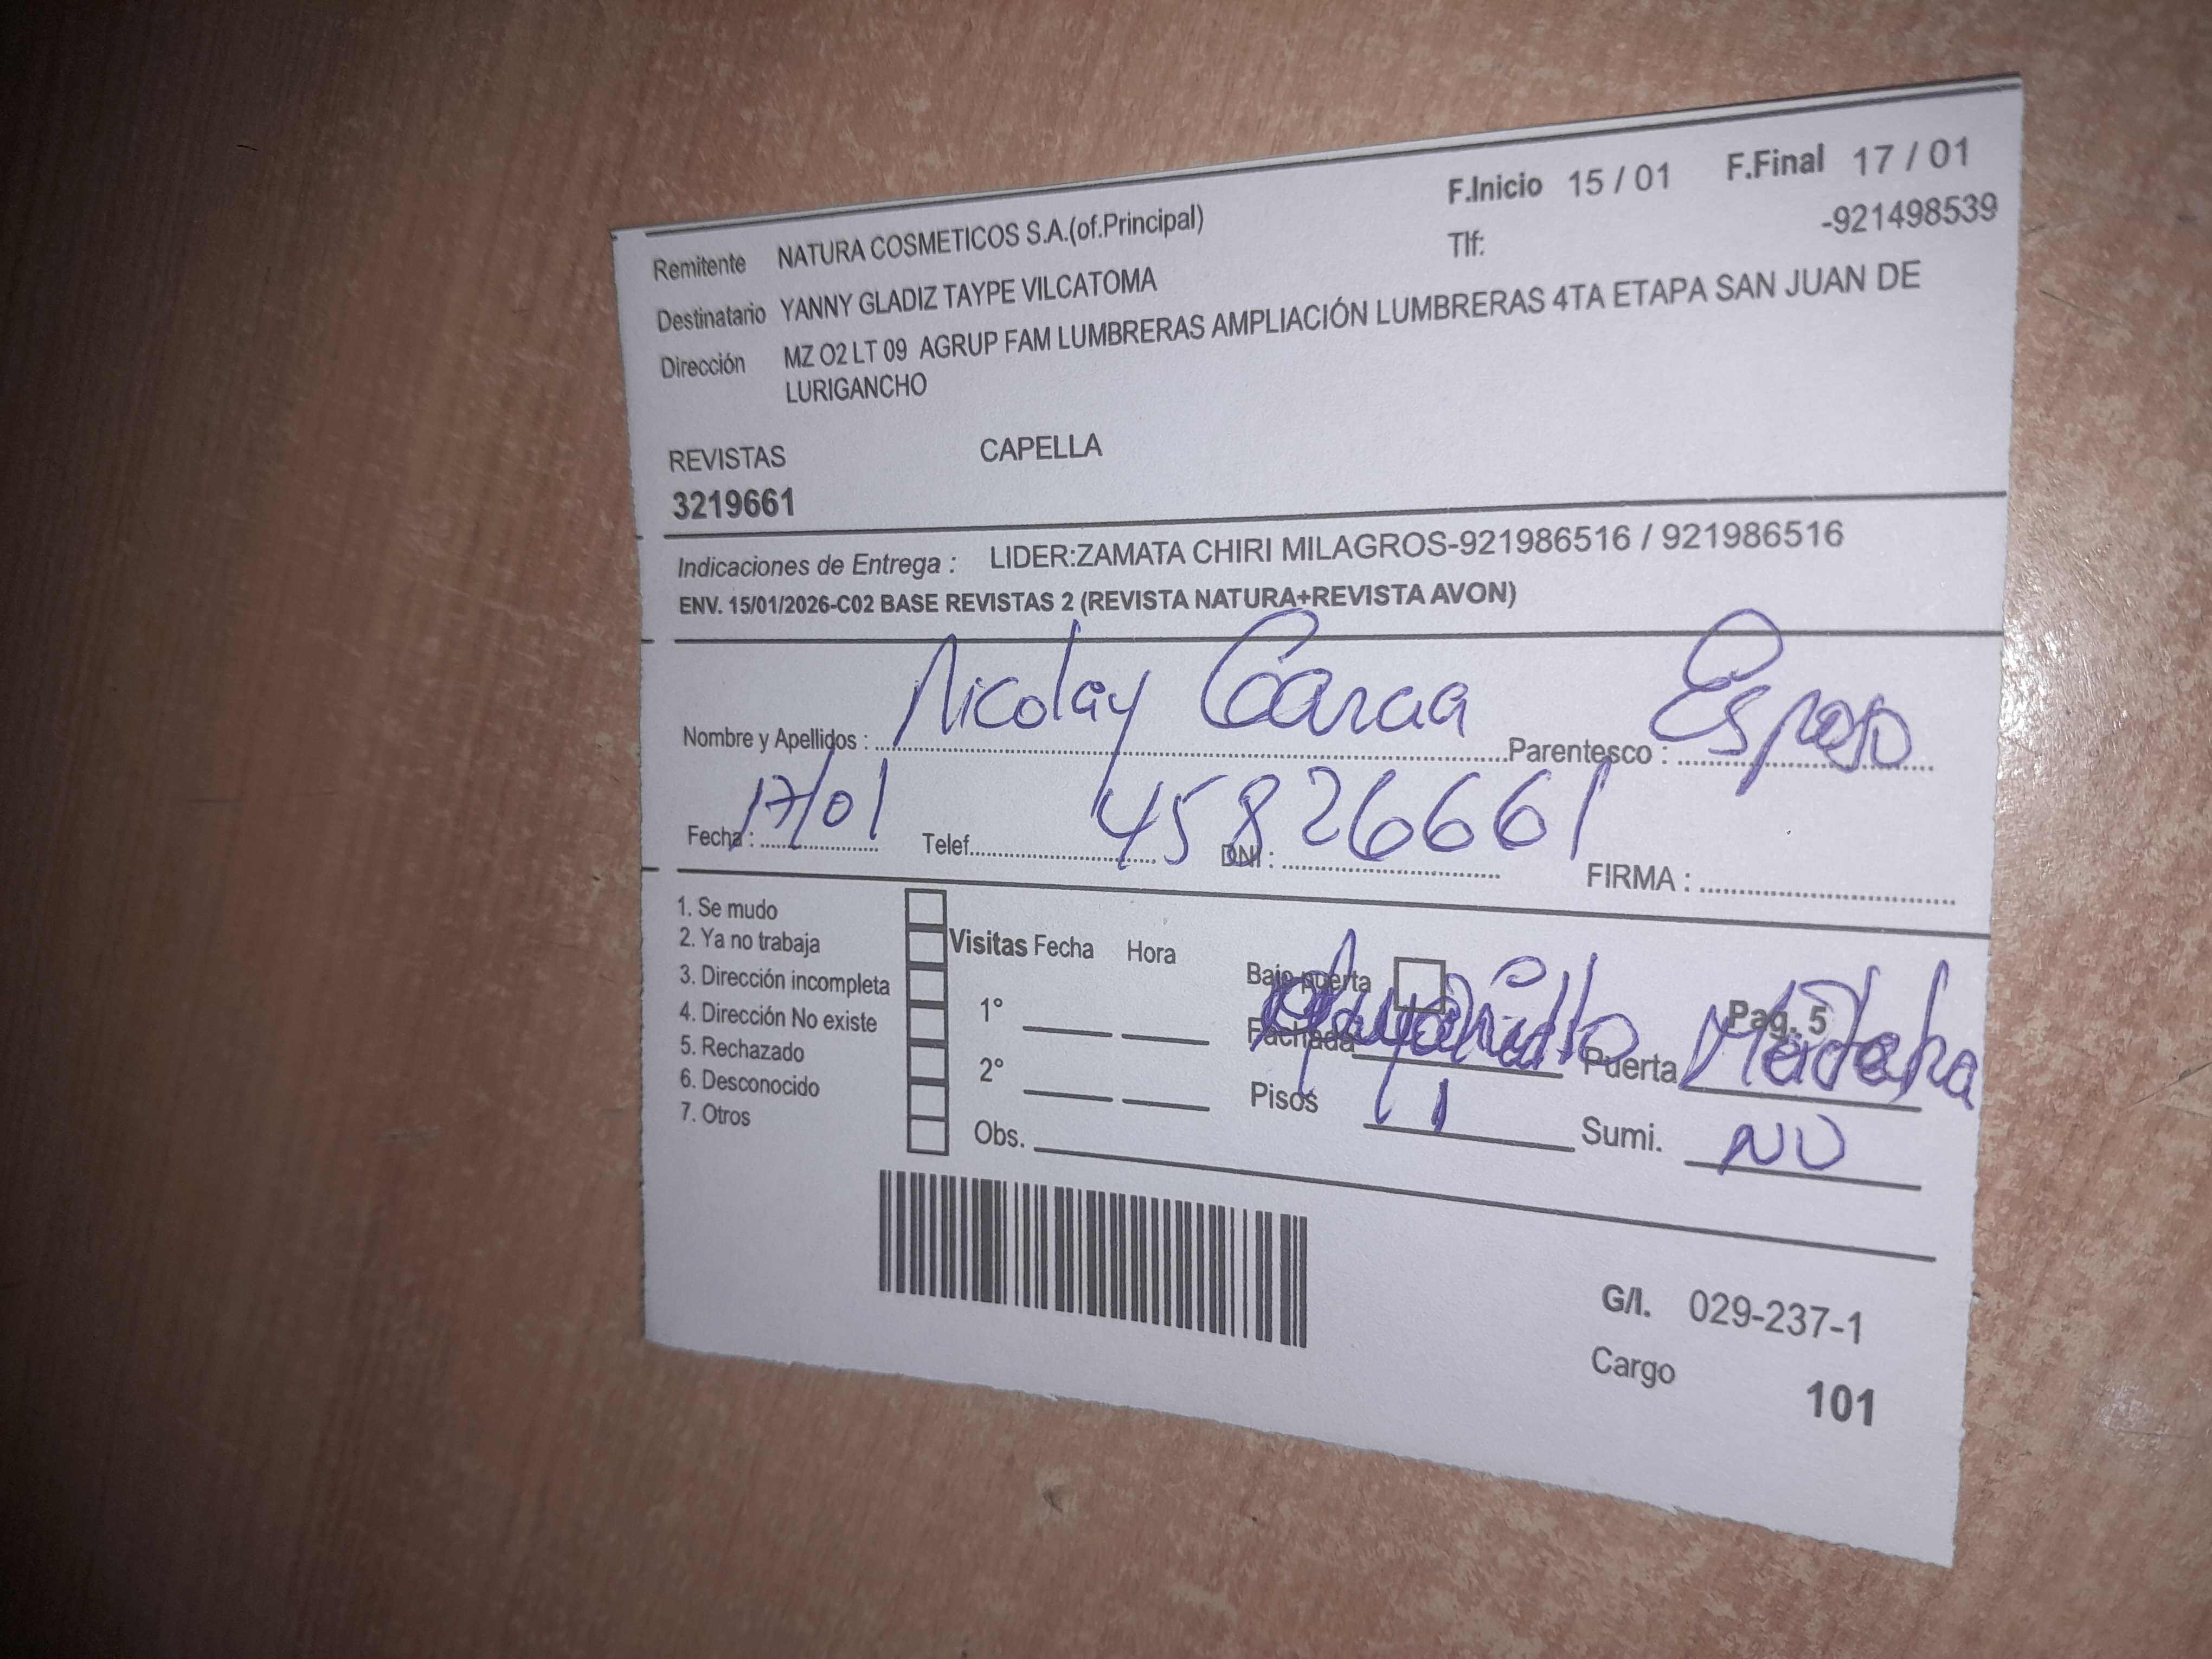 F.Inicio 15 / 01 F.Final 17 / 01
Remitente NATURA COSMETICOS S.A.(of.Principal) Tlf: -921498539
Destinatario YANNY GLADIZ TAYPE VILCATOMA
Dirección MZ O2 LT 09 AGRUP FAM LUMBRERAS AMPLIACIÓN LUMBRERAS 4TA ETAPA SAN JUAN DE
LURIGANCHO
REVISTAS CAPELLA
3219661
Indicaciones de Entrega : LIDER:ZAMATA CHIRI MILAGROS-921986516 / 921986516
ENV. 15/01/2026-C02 BASE REVISTAS 2 (REVISTA NATURA+REVISTA AVON)
Nombre y Apellidos : Nicolay Parentesco : Esposo
Fecha : 17/01 Telef. DNI : 45826661 FIRMA :
1. Se mudo
2. Ya no trabaja
3. Dirección incompleta
4. Dirección No existe
5. Rechazado
6. Desconocido
7. Otros
Visitas Fecha Hora
1°
2°
Obs.
Bajo puerta Pag. 5
Fachada Puerta
Pisos 1 Sumi. NO
G/I. 029-237-1
Cargo 101